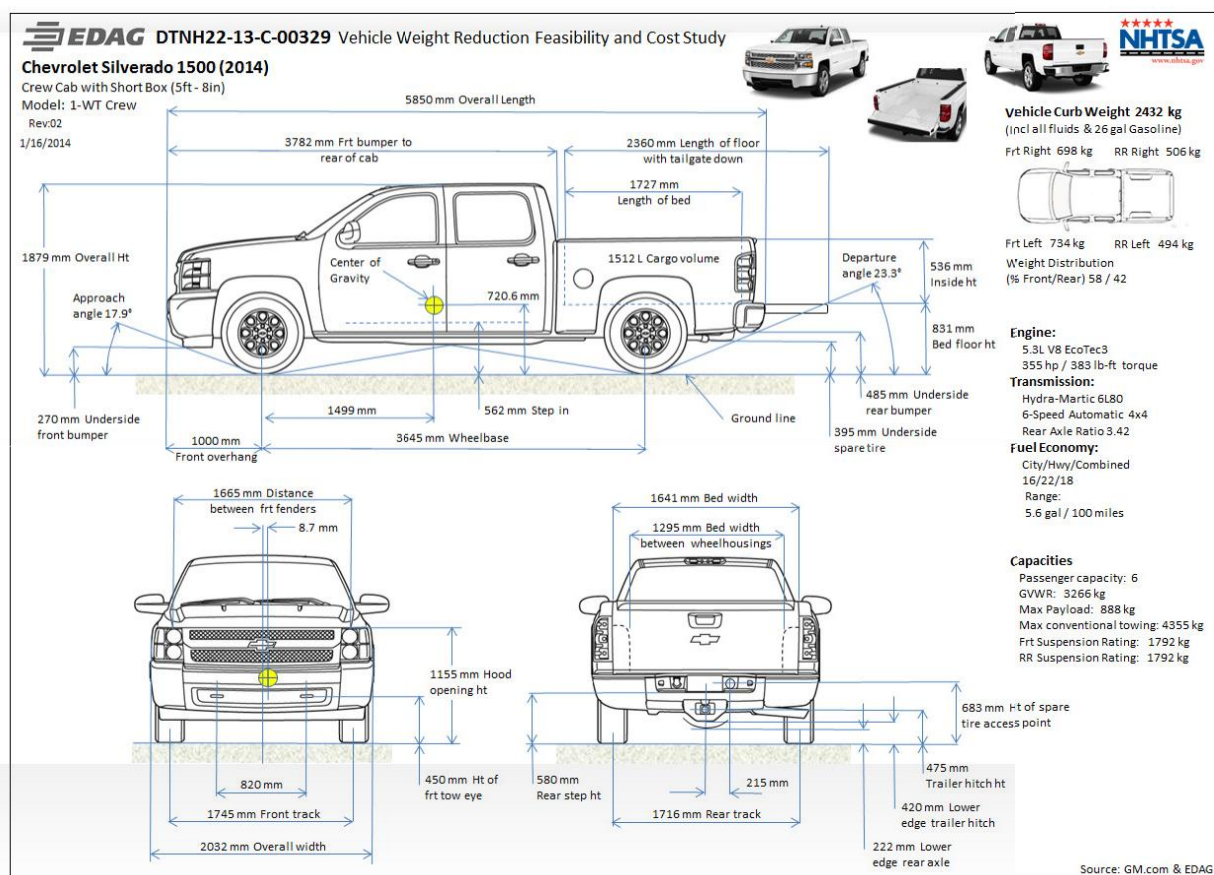 EDAG DTNH22-13-C-00329 Vehicle Weight Reduction Feasibility and Cost Study
NHTSA
www.nhtsa.gov
Chevrolet Silverado 1500 (2014)
Crew Cab with Short Box (5ft - 8in)
Model: 1-WT Crew
Rev:02
1/16/2014
5850 mm Overall Length
3782 mm Frt bumper to
rear of cab
2360 mm Length of floor
with tailgate down
1727 mm
Length of bed
1879 mm Overall Ht
Center of
Gravity
1512 L Cargo volume
Departure
angle 23.3°
536 mm
Inside ht
720.6 mm
Approach
angle 17.9°
831 mm
Bed floor ht
270 mm Underside
front bumper
1499 mm
562 mm Step in
Ground line
485 mm Underside
rear bumper
395 mm Underside
spare tire
1000 mm
Front overhang
3645 mm Wheelbase
Vehicle Curb Weight 2432 kg
(Incl all fluids & 26 gal Gasoline)
Frt Right 698 kg RR Right 506 kg
Frt Left 734 kg RR Left 494 kg
Weight Distribution
(% Front/Rear) 58 / 42
Engine:
5.3L V8 EcoTec3
355 hp / 383 lb-ft torque
Transmission:
Hydra-Martic 6L80
6-Speed Automatic 4x4
Rear Axle Ratio 3.42
Fuel Economy:
City/Hwy/Combined
16/22/18
Range:
5.6 gal / 100 miles
Capacities
Passenger capacity: 6
GVWR: 3266 kg
Max Payload: 888 kg
Max conventional towing: 4355 kg
Frt Suspension Rating: 1792 kg
RR Suspension Rating: 1792 kg
1665 mm Distance
between frt fenders
8.7 mm
1155 mm Hood
opening ht
820 mm
450 mm Ht of
frt tow eye
1745 mm Front track
2032 mm Overall width
1641 mm Bed width
1295 mm Bed width
between wheelhousings
683 mm Ht of spare
tire access point
580 mm
Rear step ht
215 mm
475 mm
Trailer hitch ht
1716 mm Rear track
420 mm Lower
edge trailer hitch
222 mm Lower
edge rear axle
Source: GM.com & EDAG